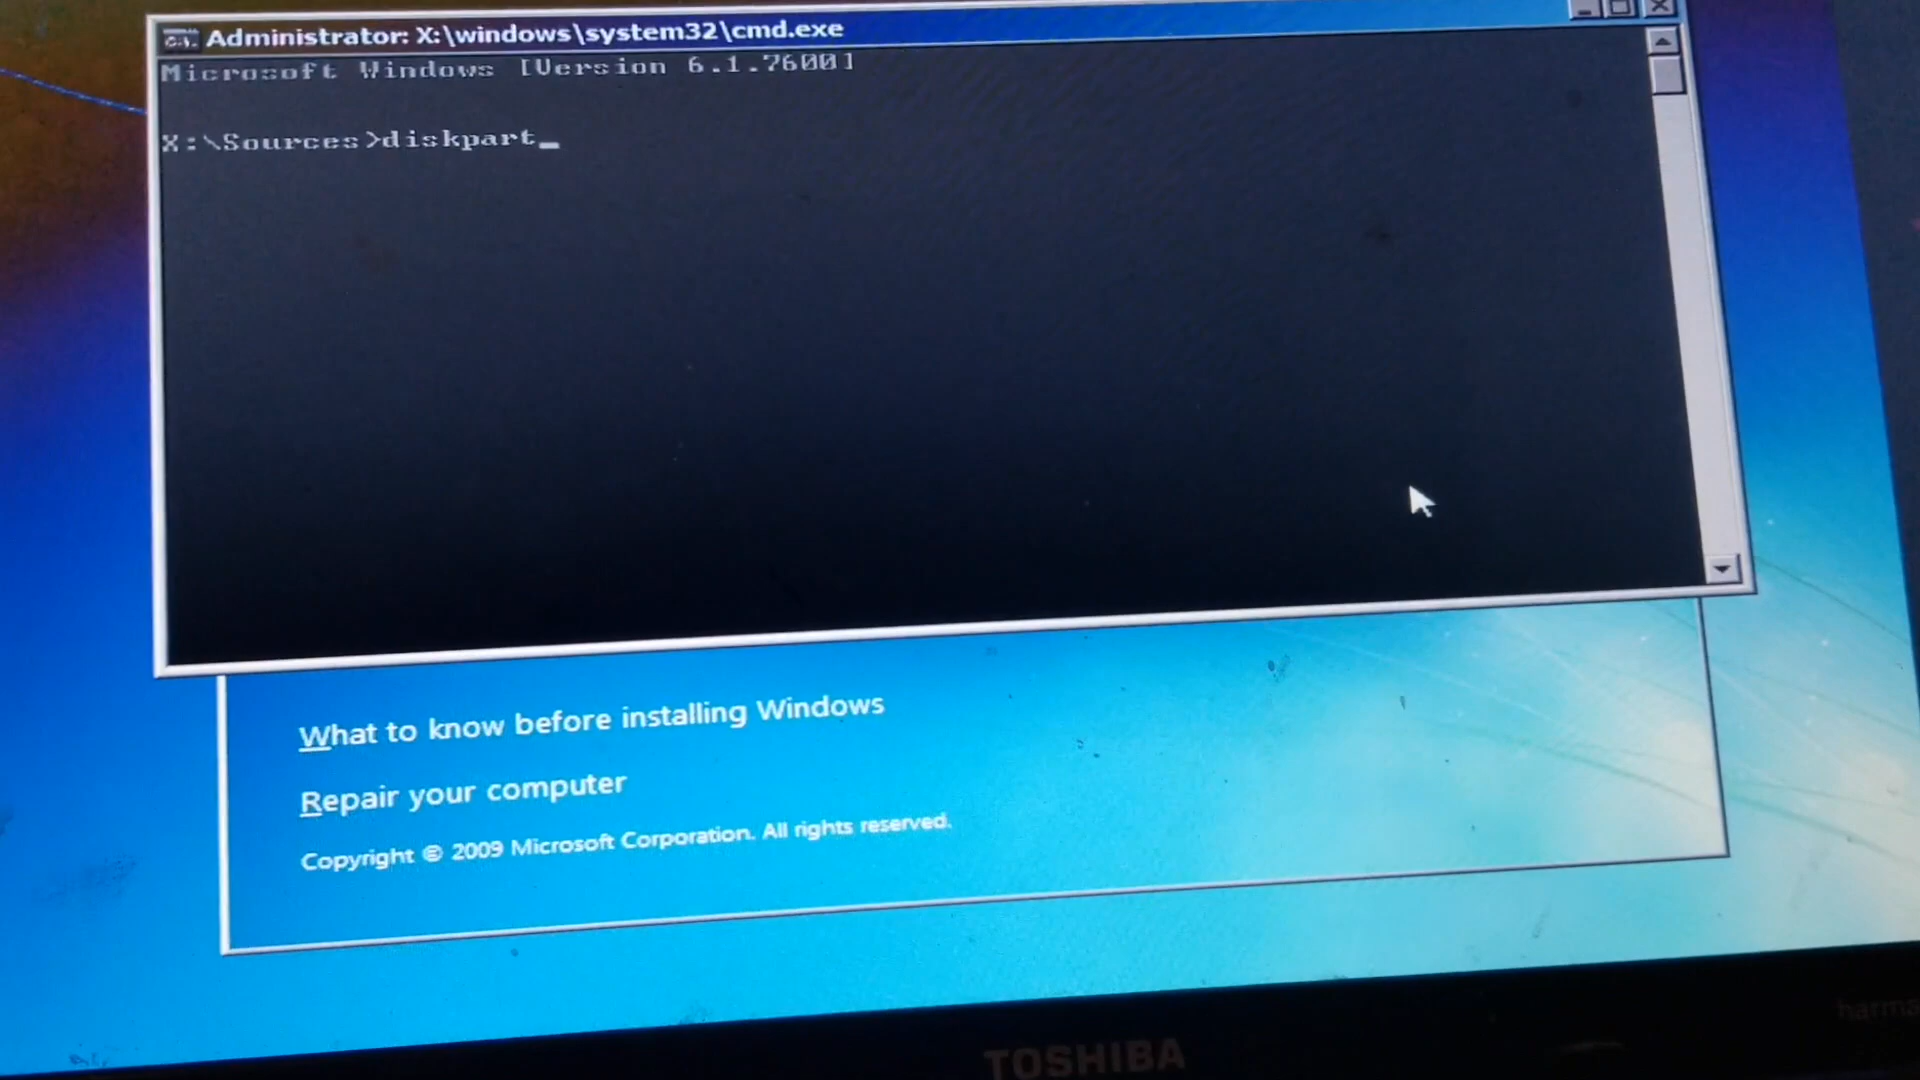 Administrator: X:\windows\system32\cmd.exe
Microsoft Windows [Version 6.1.7600]
X:\Sources>diskpart_
What to know before installing Windows
Repair your computer
Copyright © 2009 Microsoft Corporation. All rights reserved.
TOSHIBA